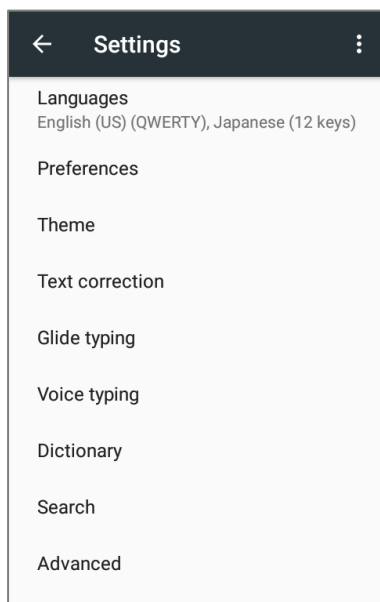 Settings
Languages
English (US) (QWERTY), Japanese (12 keys)
Preferences
Theme
Text correction
Glide typing
Voice typing
Dictionary
Search
Advanced